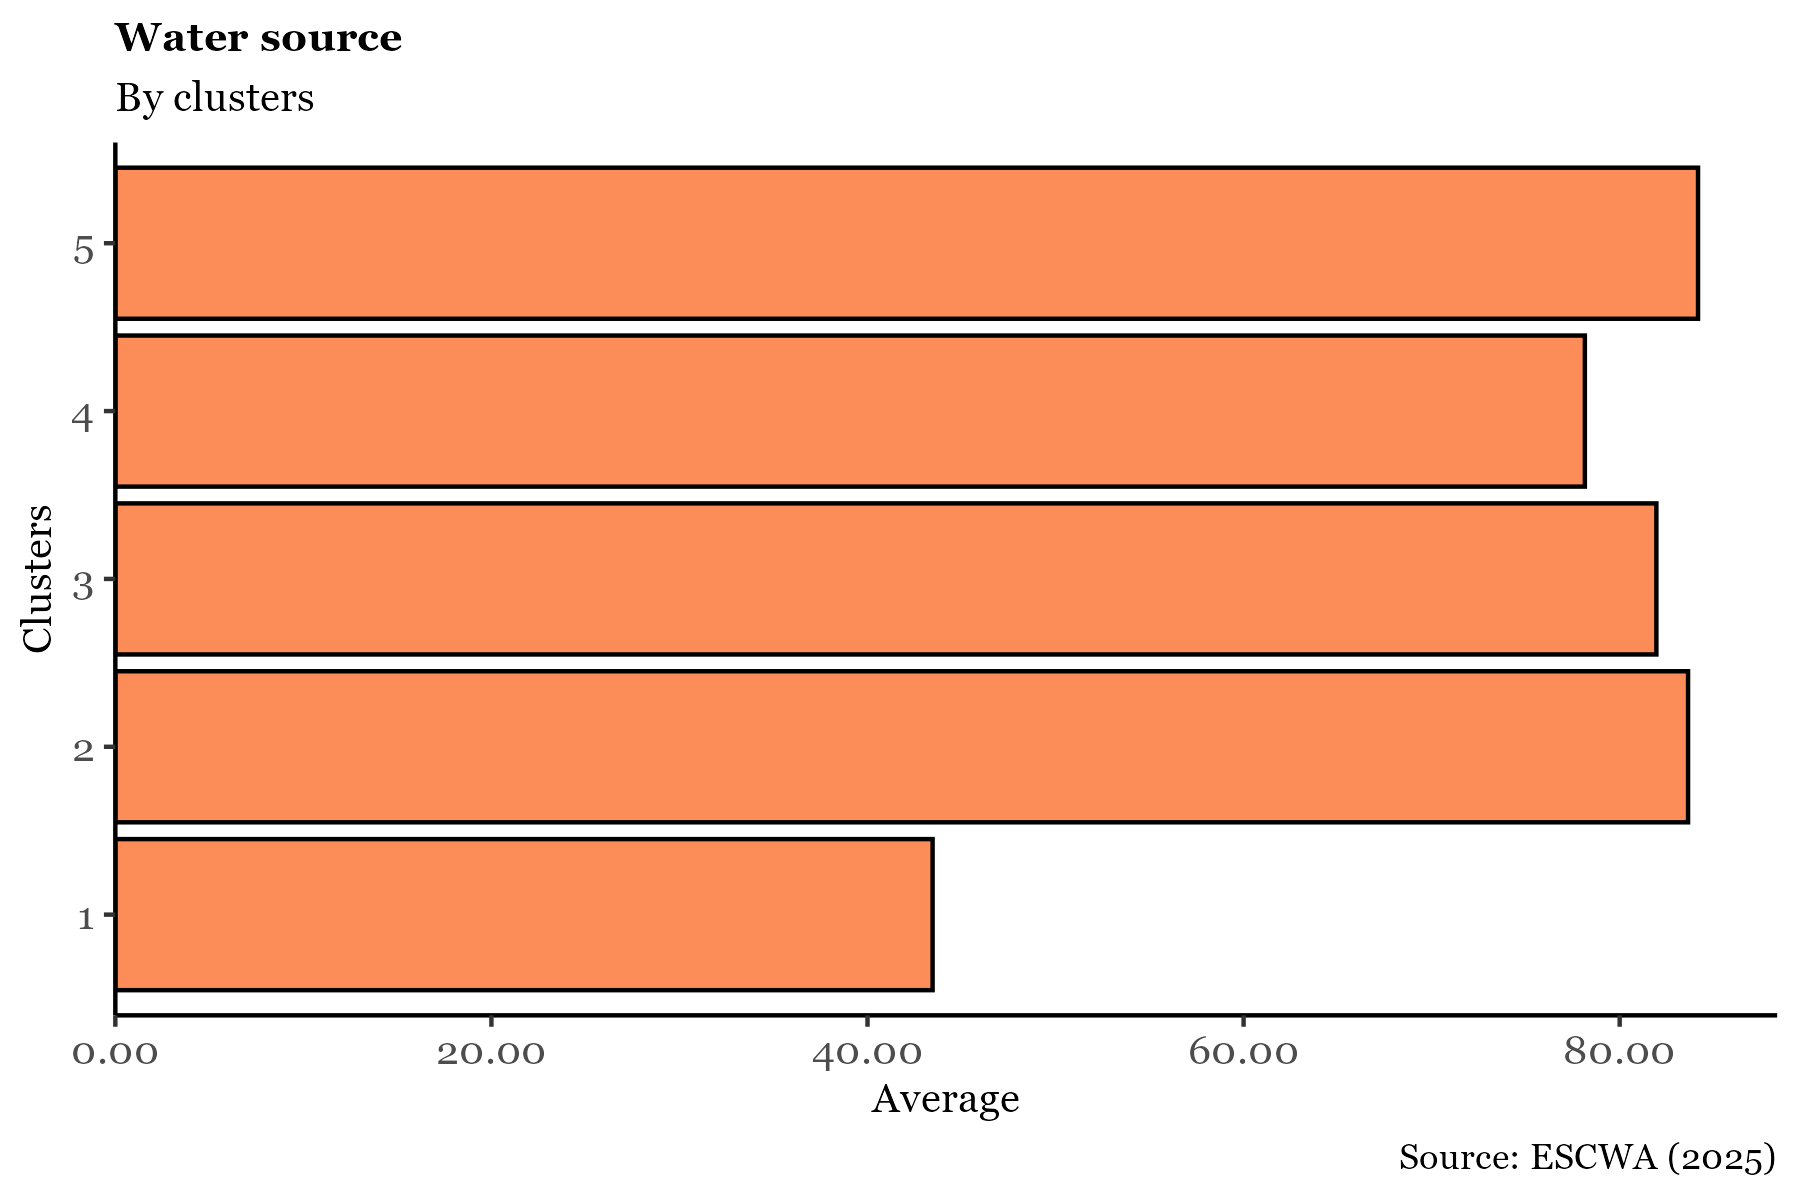 Water source
By clusters
5
4
3
2
1
Clusters
0.00 20.00 40.00 60.00 80.00
Average
Source: ESCWA (2025)